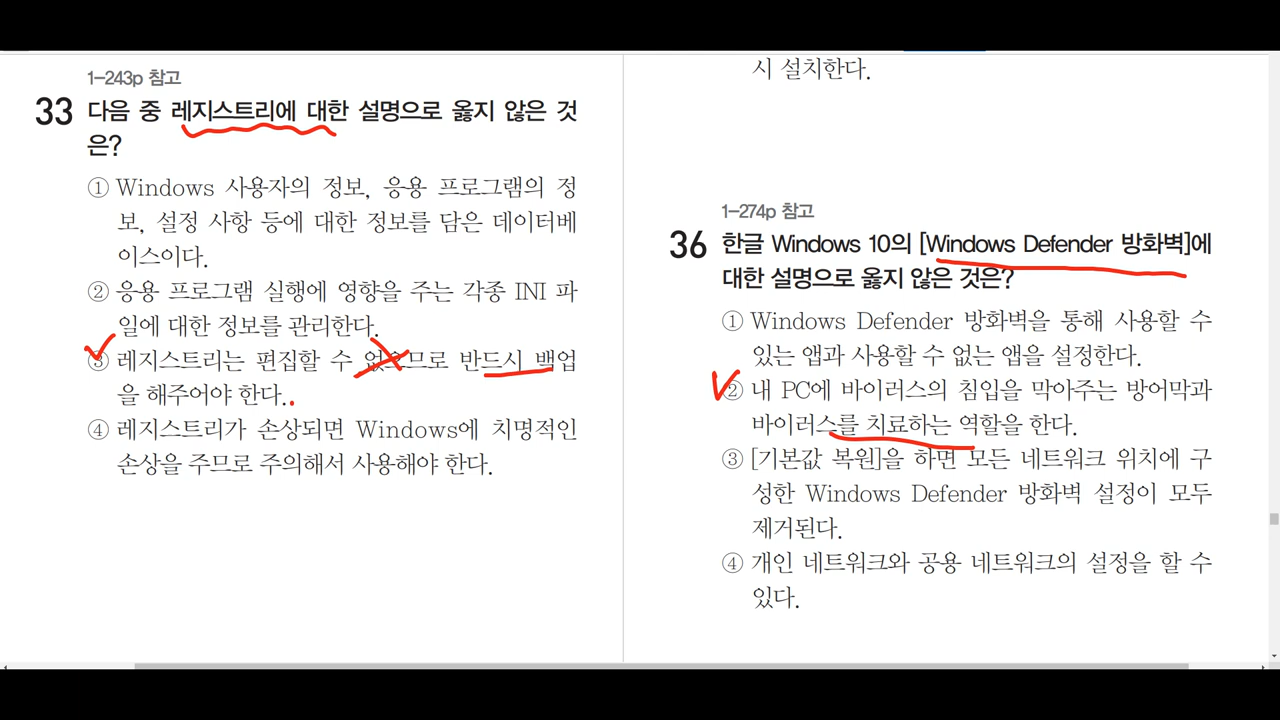 1-243p 참고
33 다음 중 레지스트리에 대한 설명으로 옳지 않은 것
은?
① Windows 사용자의 정보, 응용 프로그램의 정
보, 설정 사항 등에 대한 정보를 담은 데이터베
이스이다.
② 응용 프로그램 실행에 영향을 주는 각종 INI 파
일에 대한 정보를 관리한다.
③ 레지스트리는 편집할 수 없으므로 반드시 백업
을 해주어야 한다.
④ 레지스트리가 손상되면 Windows에 치명적인
손상을 주므로 주의해서 사용해야 한다.
시 설치한다.
1-274p 참고
36 한글 Windows 10의 [Windows Defender 방화벽]에
대한 설명으로 옳지 않은 것은?
① Windows Defender 방화벽을 통해 사용할 수
있는 앱과 사용할 수 없는 앱을 설정한다.
② 내 PC에 바이러스의 침입을 막아주는 방어막과
바이러스를 치료하는 역할을 한다.
③ [기본값 복원]을 하면 모든 네트워크 위치에 구
성한 Windows Defender 방화벽 설정이 모두
제거된다.
④ 개인 네트워크와 공용 네트워크의 설정을 할 수
있다.